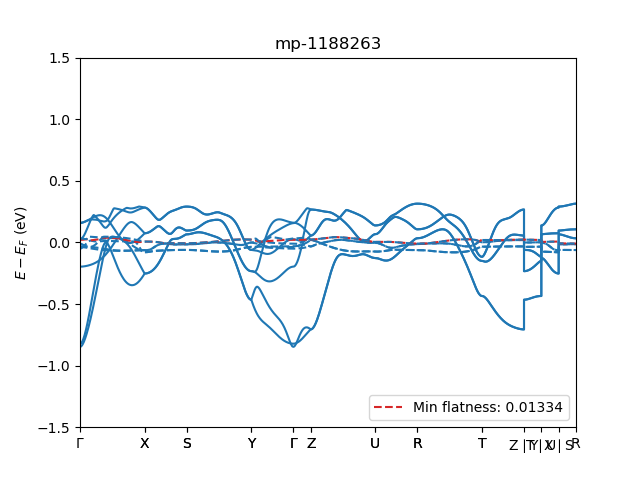 mp-1188263
E − E_F (eV)
1.5
1.0
0.5
0.0
−0.5
−1.0
−1.5
Min flatness: 0.01334
Γ X S Y Γ Z U R T Z|T Y|X U|S R